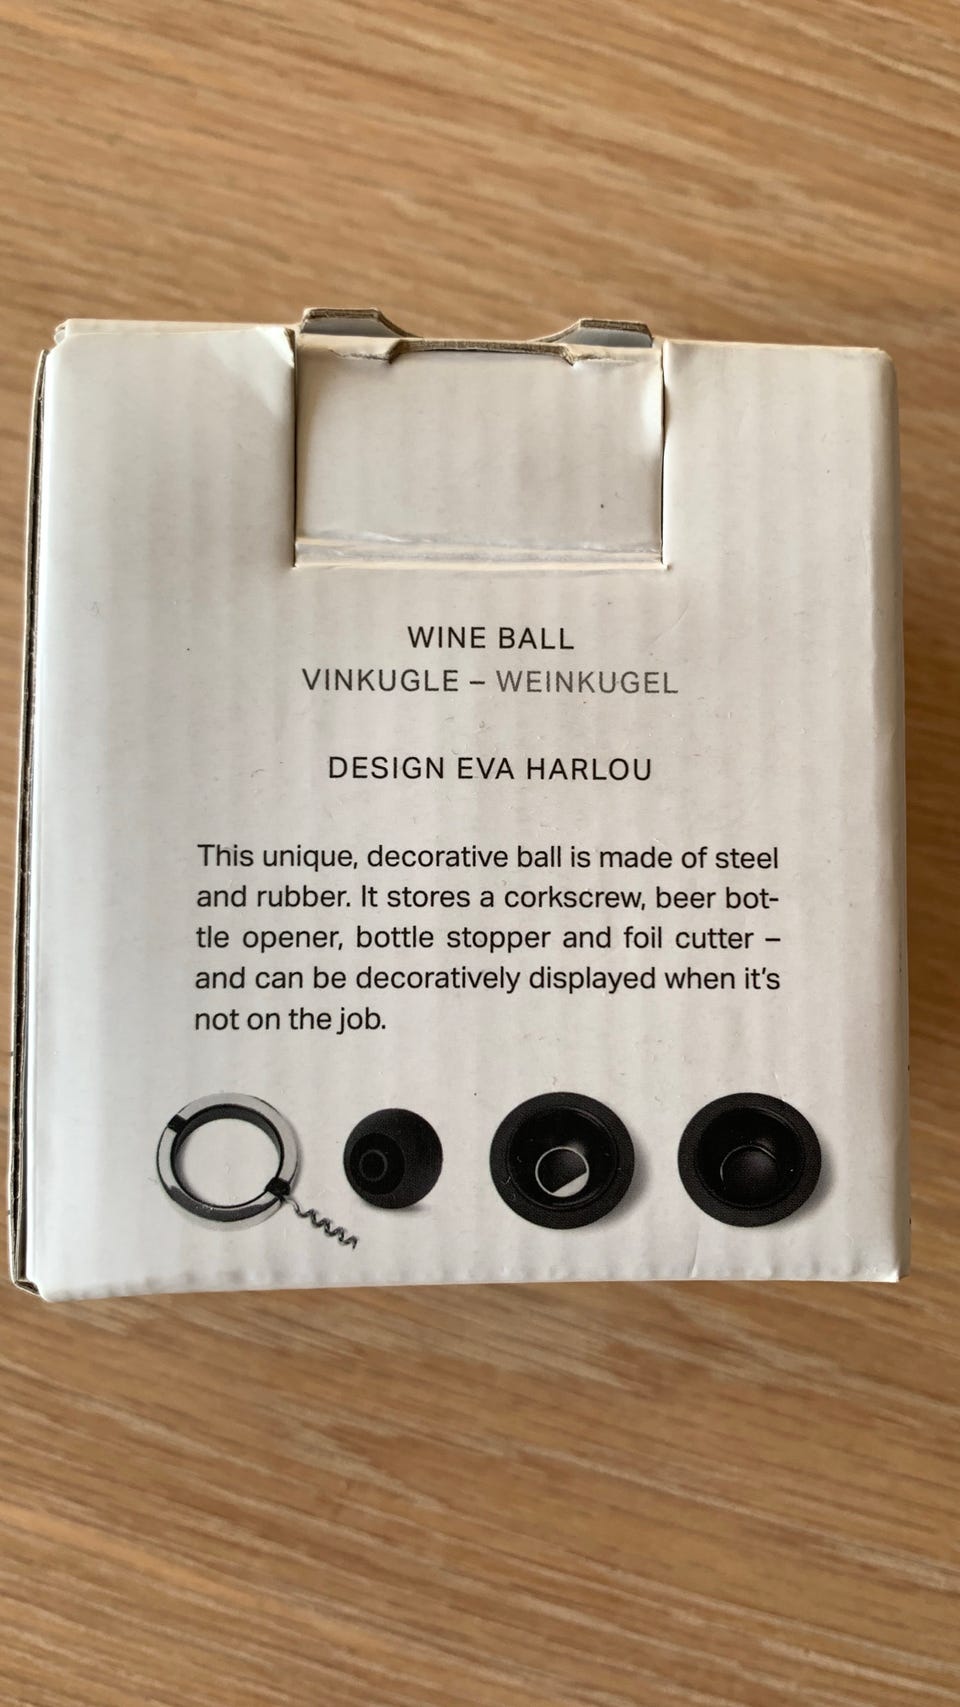 WINE BALL
VINKUGLE – WEINKUGEL
DESIGN EVA HARLOU
This unique, decorative ball is made of steel
and rubber. It stores a corkscrew, beer bot-
tle opener, bottle stopper and foil cutter –
and can be decoratively displayed when it's
not on the job.